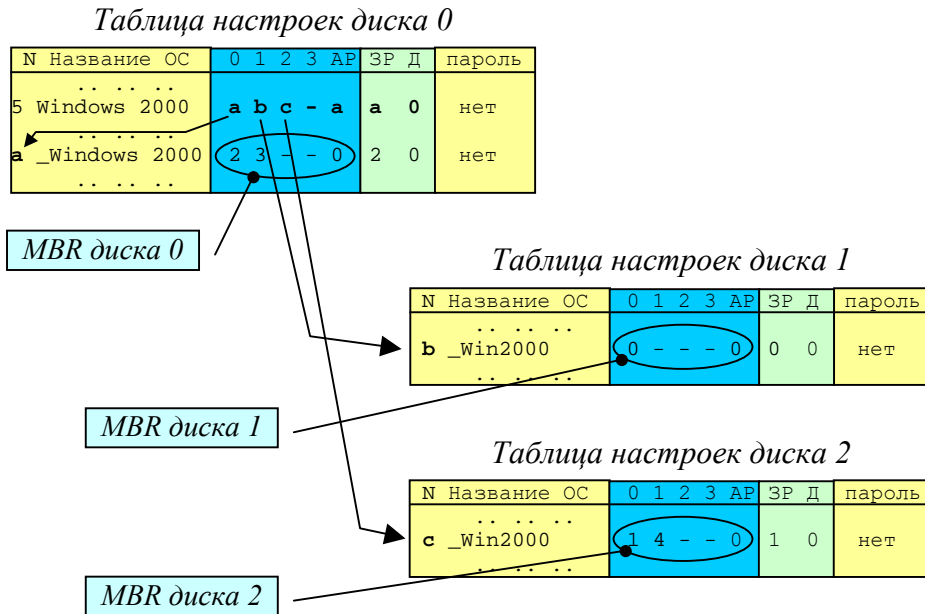 Таблица настроек диска 0
N Название ОС 0 1 2 3 АР ЗР Д пароль
.. .. ..
5 Windows 2000 a b c - a a 0 нет
.. .. ..
a _Windows 2000 2 3 - - 0 2 0 нет
.. .. ..
MBR диска 0
Таблица настроек диска 1
N Название ОС 0 1 2 3 АР ЗР Д пароль
.. .. ..
b _Win2000 0 - - - 0 0 0 нет
.. .. ..
MBR диска 1
Таблица настроек диска 2
N Название ОС 0 1 2 3 АР ЗР Д пароль
.. .. ..
c _Win2000 1 4 - - 0 1 0 нет
.. .. ..
MBR диска 2